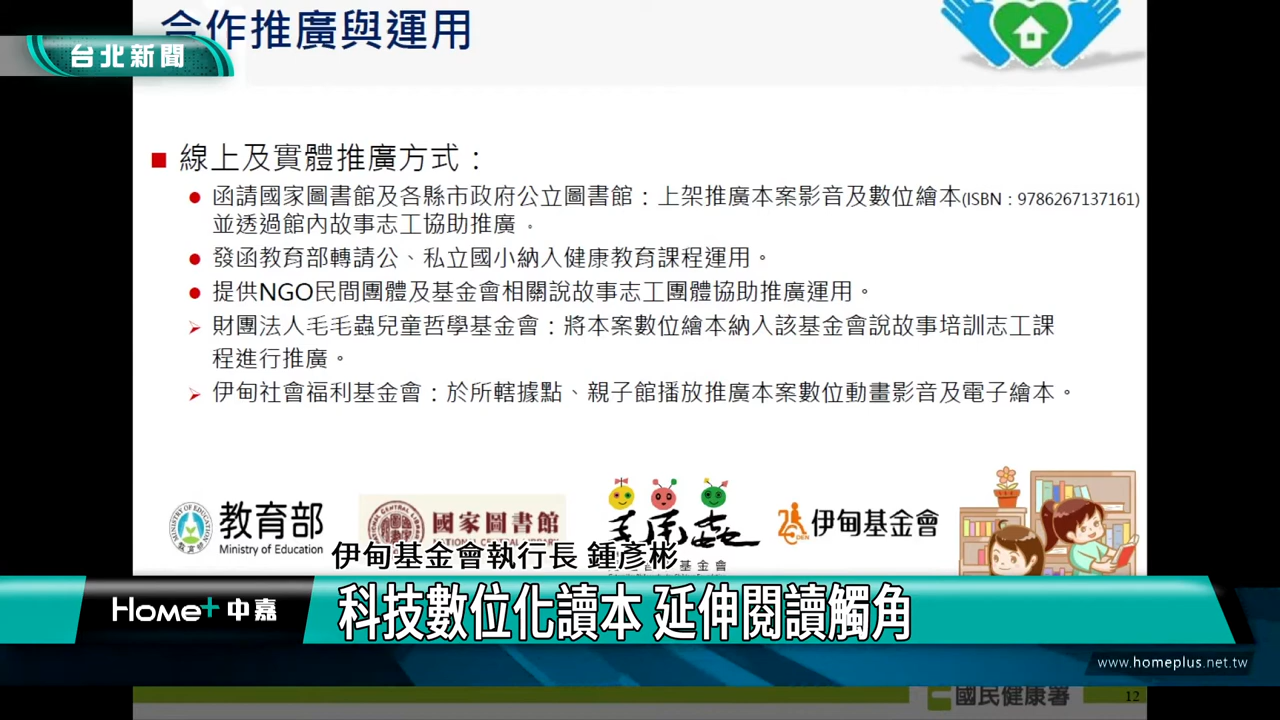 合作推廣與運用
台北新聞
線上及實體推廣方式：
函請國家圖書館及各縣市政府公立圖書館：上架推廣本案影音及數位繪本(ISBN：9786267137161)
並透過館內故事志工協助推廣。
發函教育部轉請公、私立國小納入健康教育課程運用。
提供NGO民間團體及基金會相關說故事志工團體協助推廣運用。
財團法人毛毛蟲兒童哲學基金會：將本案數位繪本納入該基金會說故事培訓志工課
程進行推廣。
伊甸社會福利基金會：於所轄據點、親子館播放推廣本案數位動畫影音及電子繪本。
教育部
Ministry of Education
MINISTRY OF EDUCATION
國家圖書館
NATIONAL CENTRAL LIBRARY
毛毛蟲
基金會
伊甸基金會
伊甸基金會執行長 鍾彥彬
Home+中嘉
科技數位化讀本 延伸閱讀觸角
www.homeplus.net.tw
國民健康署
12